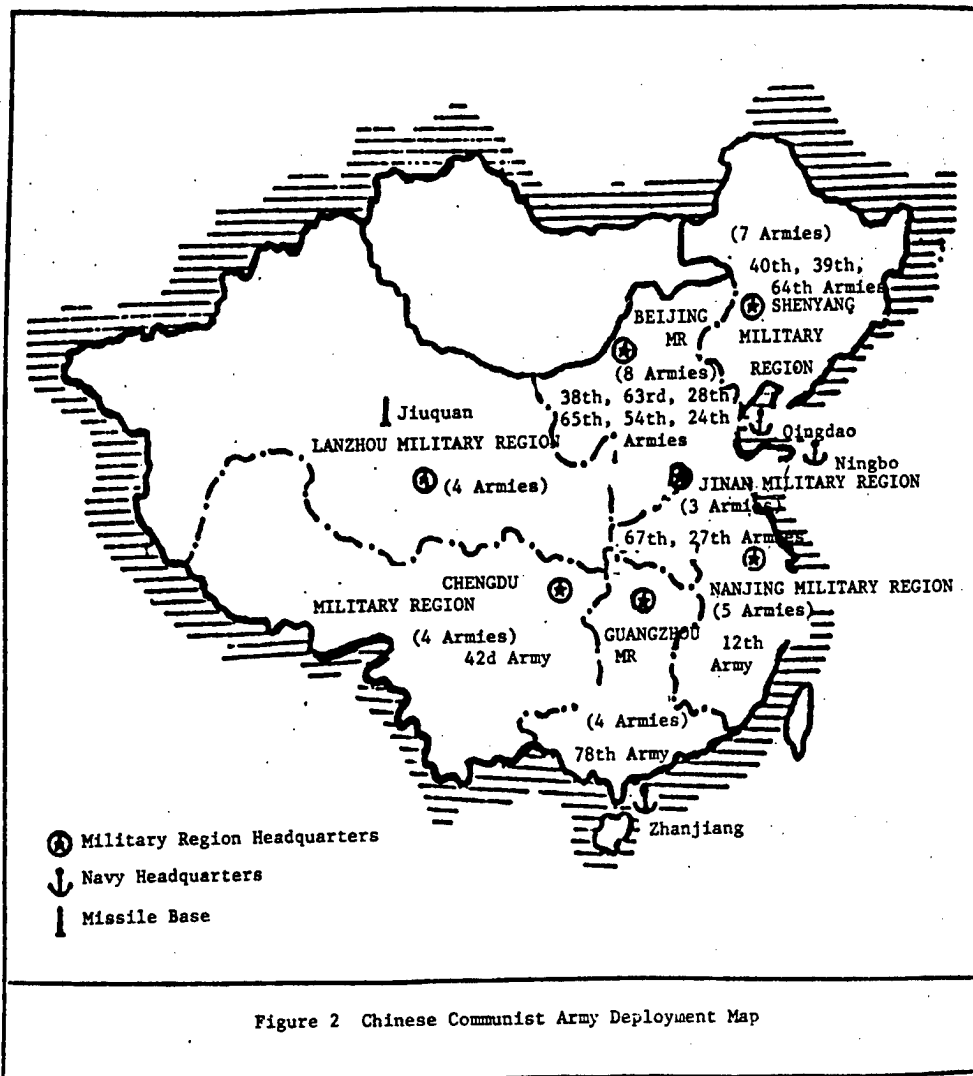 (7 Armies)
40th, 39th,
64th Armies
SHENYANG
MILITARY
REGION
BEIJING
MR
(8 Armies)
38th, 63rd, 28th
65th, 54th, 24th
Armies
Qingdao
Ningbo
Jiuquan
LANZHOU MILITARY REGION
(4 Armies)
JINAN MILITARY REGION
(3 Armies)
67th, 27th Armies
NANJING MILITARY REGION
(5 Armies)
12th
Army
CHENGDU
MILITARY REGION
(4 Armies)
42d Army
GUANGZHOU
MR
(4 Armies)
78th Army
Zhanjiang
Military Region Headquarters
Navy Headquarters
Missile Base
Figure 2 Chinese Communist Army Deployment Map